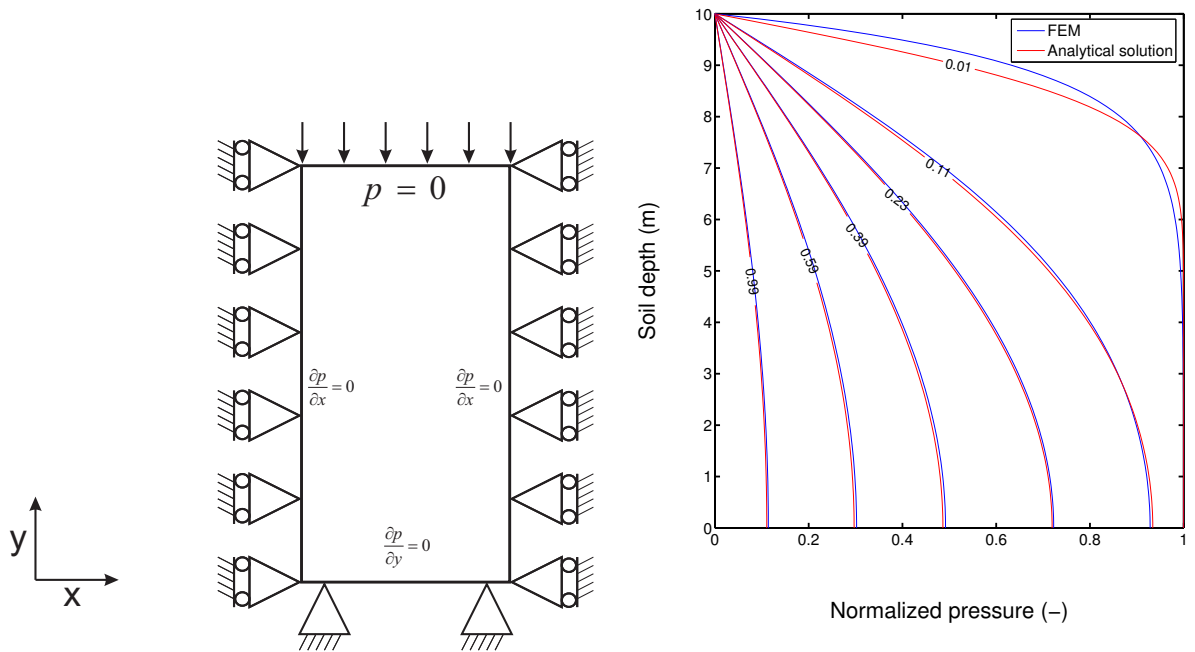 p = 0
∂p/∂x = 0
∂p/∂x = 0
∂p/∂y = 0
y
x
10
9
8
7
6
5
4
3
2
1
0
0
0.2
0.4
0.6
0.8
1
Soil depth (m)
Normalized pressure (−)
FEM
Analytical solution
0.01
0.11
0.23
0.39
0.59
0.99